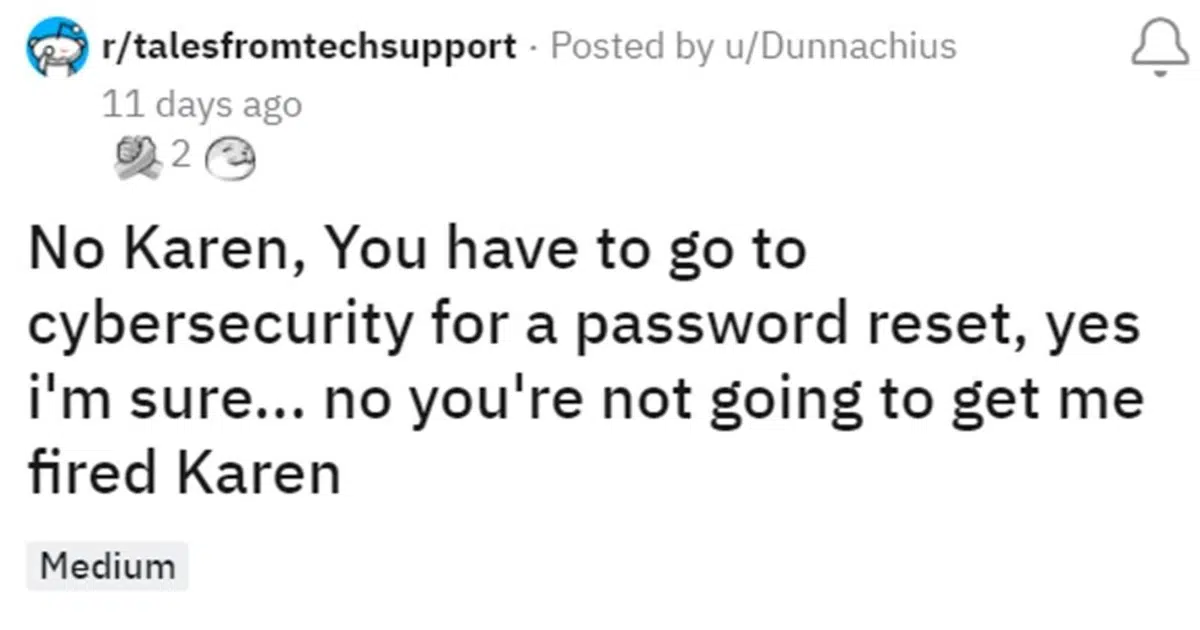 r/talesfromtechsupport · Posted by u/Dunnachius
11 days ago
2
No Karen, You have to go to
cybersecurity for a password reset, yes
i'm sure... no you're not going to get me
fired Karen
Medium